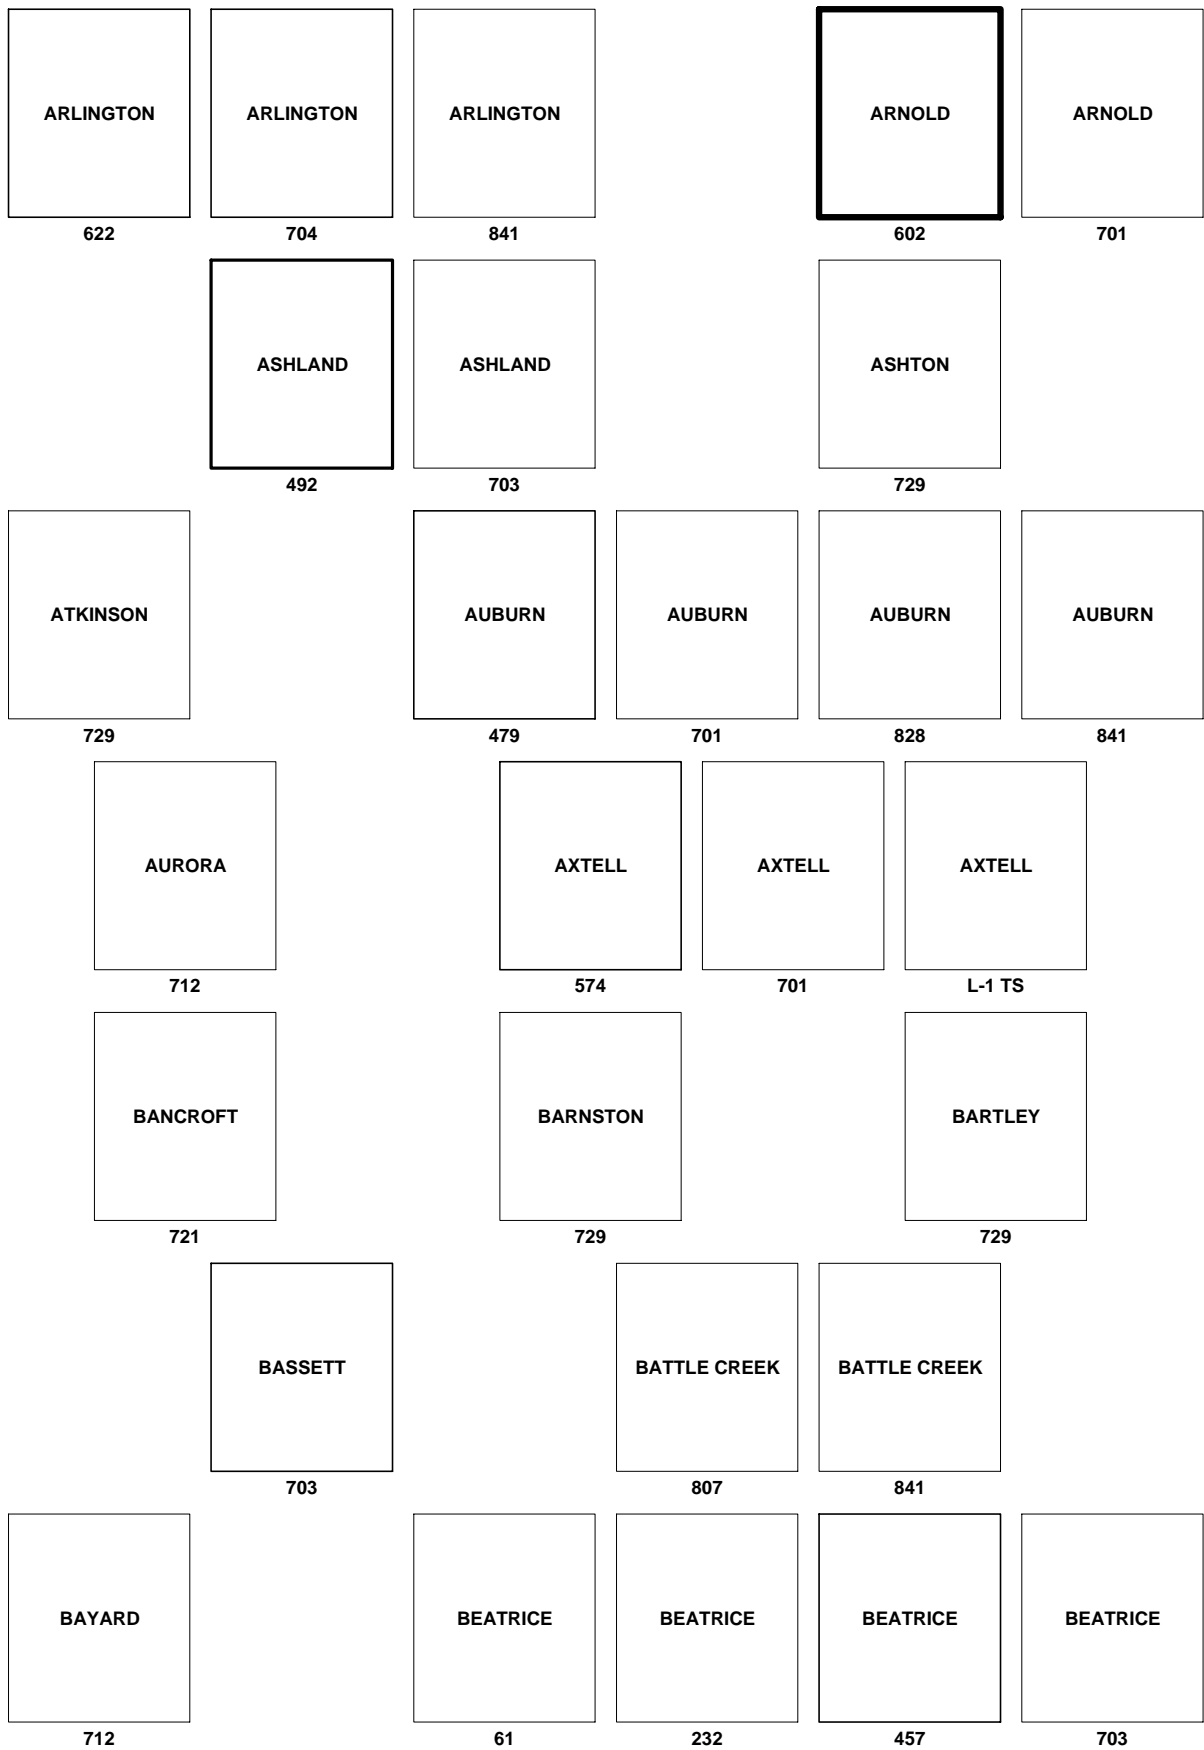 ARLINGTON ARLINGTON ARLINGTON ARNOLD ARNOLD
622 704 841 602 701
ASHLAND ASHLAND ASHTON
492 703 729
ATKINSON AUBURN AUBURN AUBURN AUBURN
729 479 701 828 841
AURORA AXTELL AXTELL AXTELL
712 574 701 L-1 TS
BANCROFT BARNSTON BARTLEY
721 729 729
BASSETT BATTLE CREEK BATTLE CREEK
703 807 841
BAYARD BEATRICE BEATRICE BEATRICE BEATRICE
712 61 232 457 703